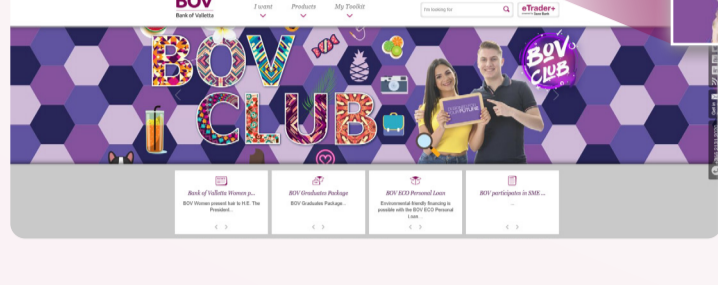 BOV
Bank of Valletta
I want
Products
My Toolkit
I'm looking for
eTrader+
BOV
CLUB
BOV
CLUB
Bank of Valletta Women p...
BOV Women present bair to H.E. The
President...
BOV Graduates Package
BOV Graduates Package...
BOV ECO Personal Loan
Environmental friendly financing is
possible with the BOV ECO Personal
Loan...
BOV participates in SME ...
...